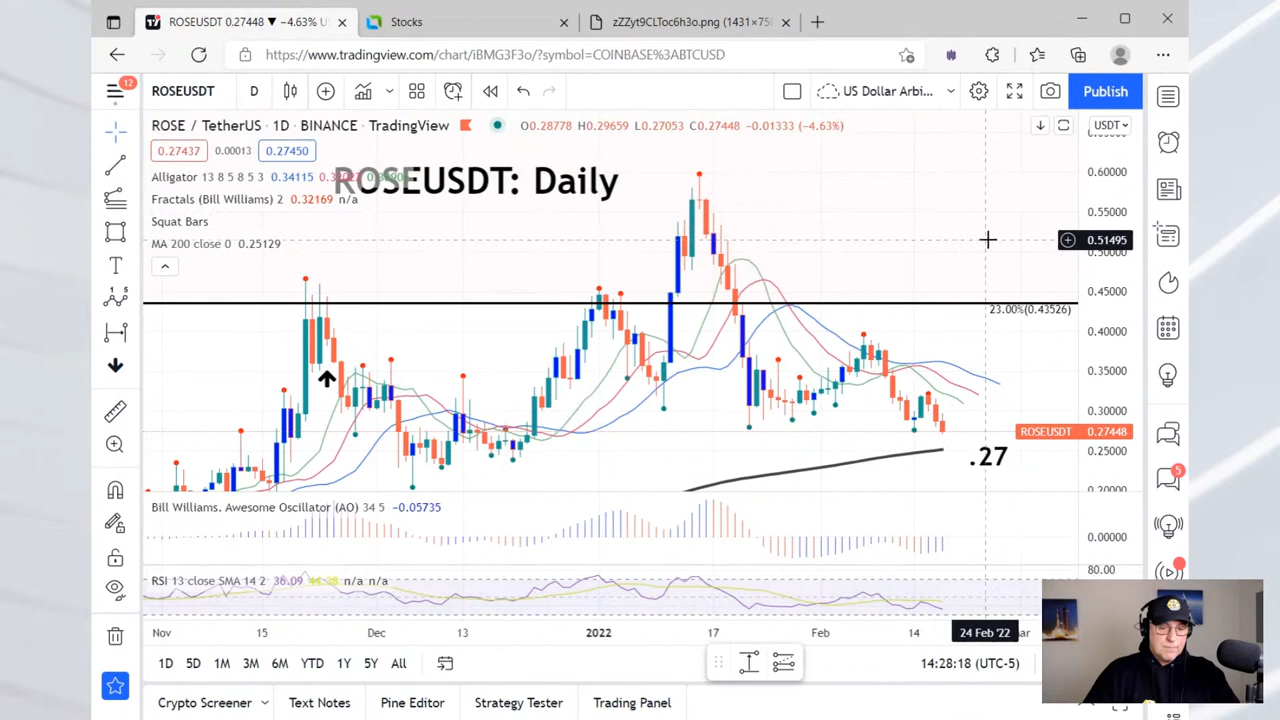 ROSEUSDT 0.27448 ▼ −4.63% U
Stocks
zZZyt9CLToc6h3o.png (1431×750
https://www.tradingview.com/chart/iBMG3F3o/?symbol=COINBASE%3ABTCUSD
12
ROSEUSDT
D
US Dollar Arbi...
Publish
ROSE / TetherUS · 1D · BINANCE · TradingView
O0.28778 H0.29659 L0.27053 C0.27448 −0.01333 (−4.63%)
USDT
0.27437
0.00013
0.27450
Alligator 13 8 5 8 5 3 0.34115
ROSEUSDT: Daily
Fractals (Bill Williams) 2 0.32169 n/a
Squat Bars
MA 200 close 0 0.25129
0.60000
0.55000
0.51495
0.50000
0.45000
23.00%(0.43526)
0.40000
0.35000
0.30000
ROSEUSDT 0.27448
.27
0.25000
0.20000
Bill Williams. Awesome Oscillator (AO) 34 5 −0.05735
0.00000
5
RSI 13 close SMA 14 2 36.09 n/a n/a
80.00
Nov
15
Dec
13
2022
17
Feb
14
24 Feb '22
1D
5D
1M
3M
6M
YTD
1Y
5Y
All
14:28:18 (UTC-5)
Crypto Screener
Text Notes
Pine Editor
Strategy Tester
Trading Panel